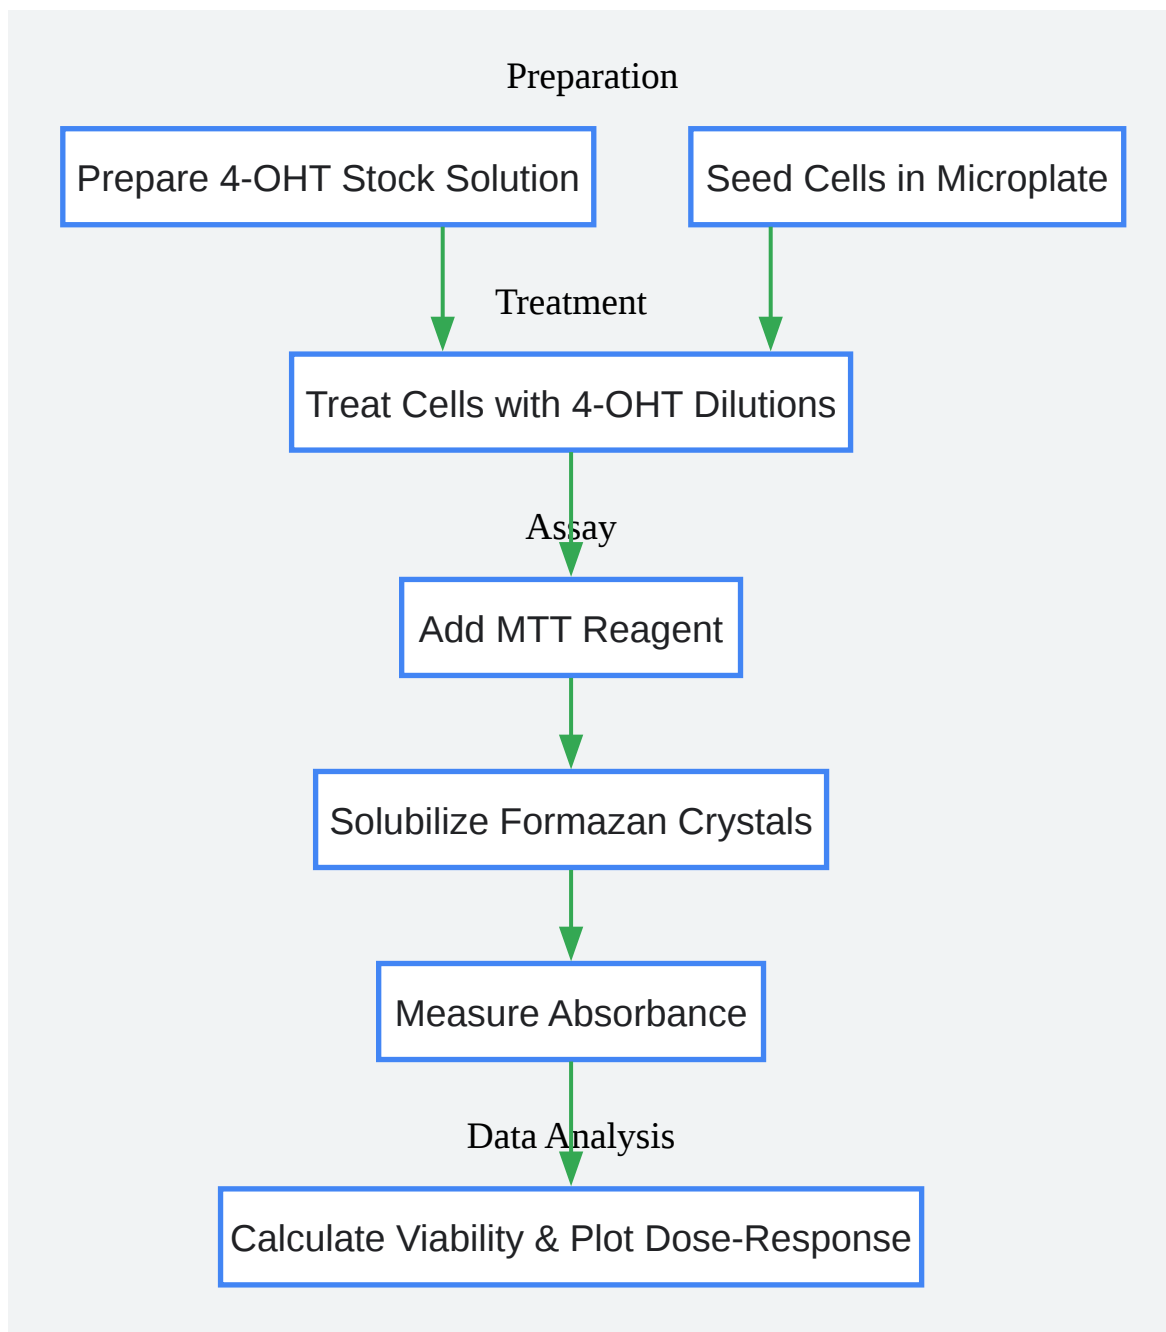 Preparation
Prepare 4-OHT Stock Solution
Seed Cells in Microplate
Treatment
Treat Cells with 4-OHT Dilutions
Assay
Add MTT Reagent
Solubilize Formazan Crystals
Measure Absorbance
Data Analysis
Calculate Viability & Plot Dose-Response